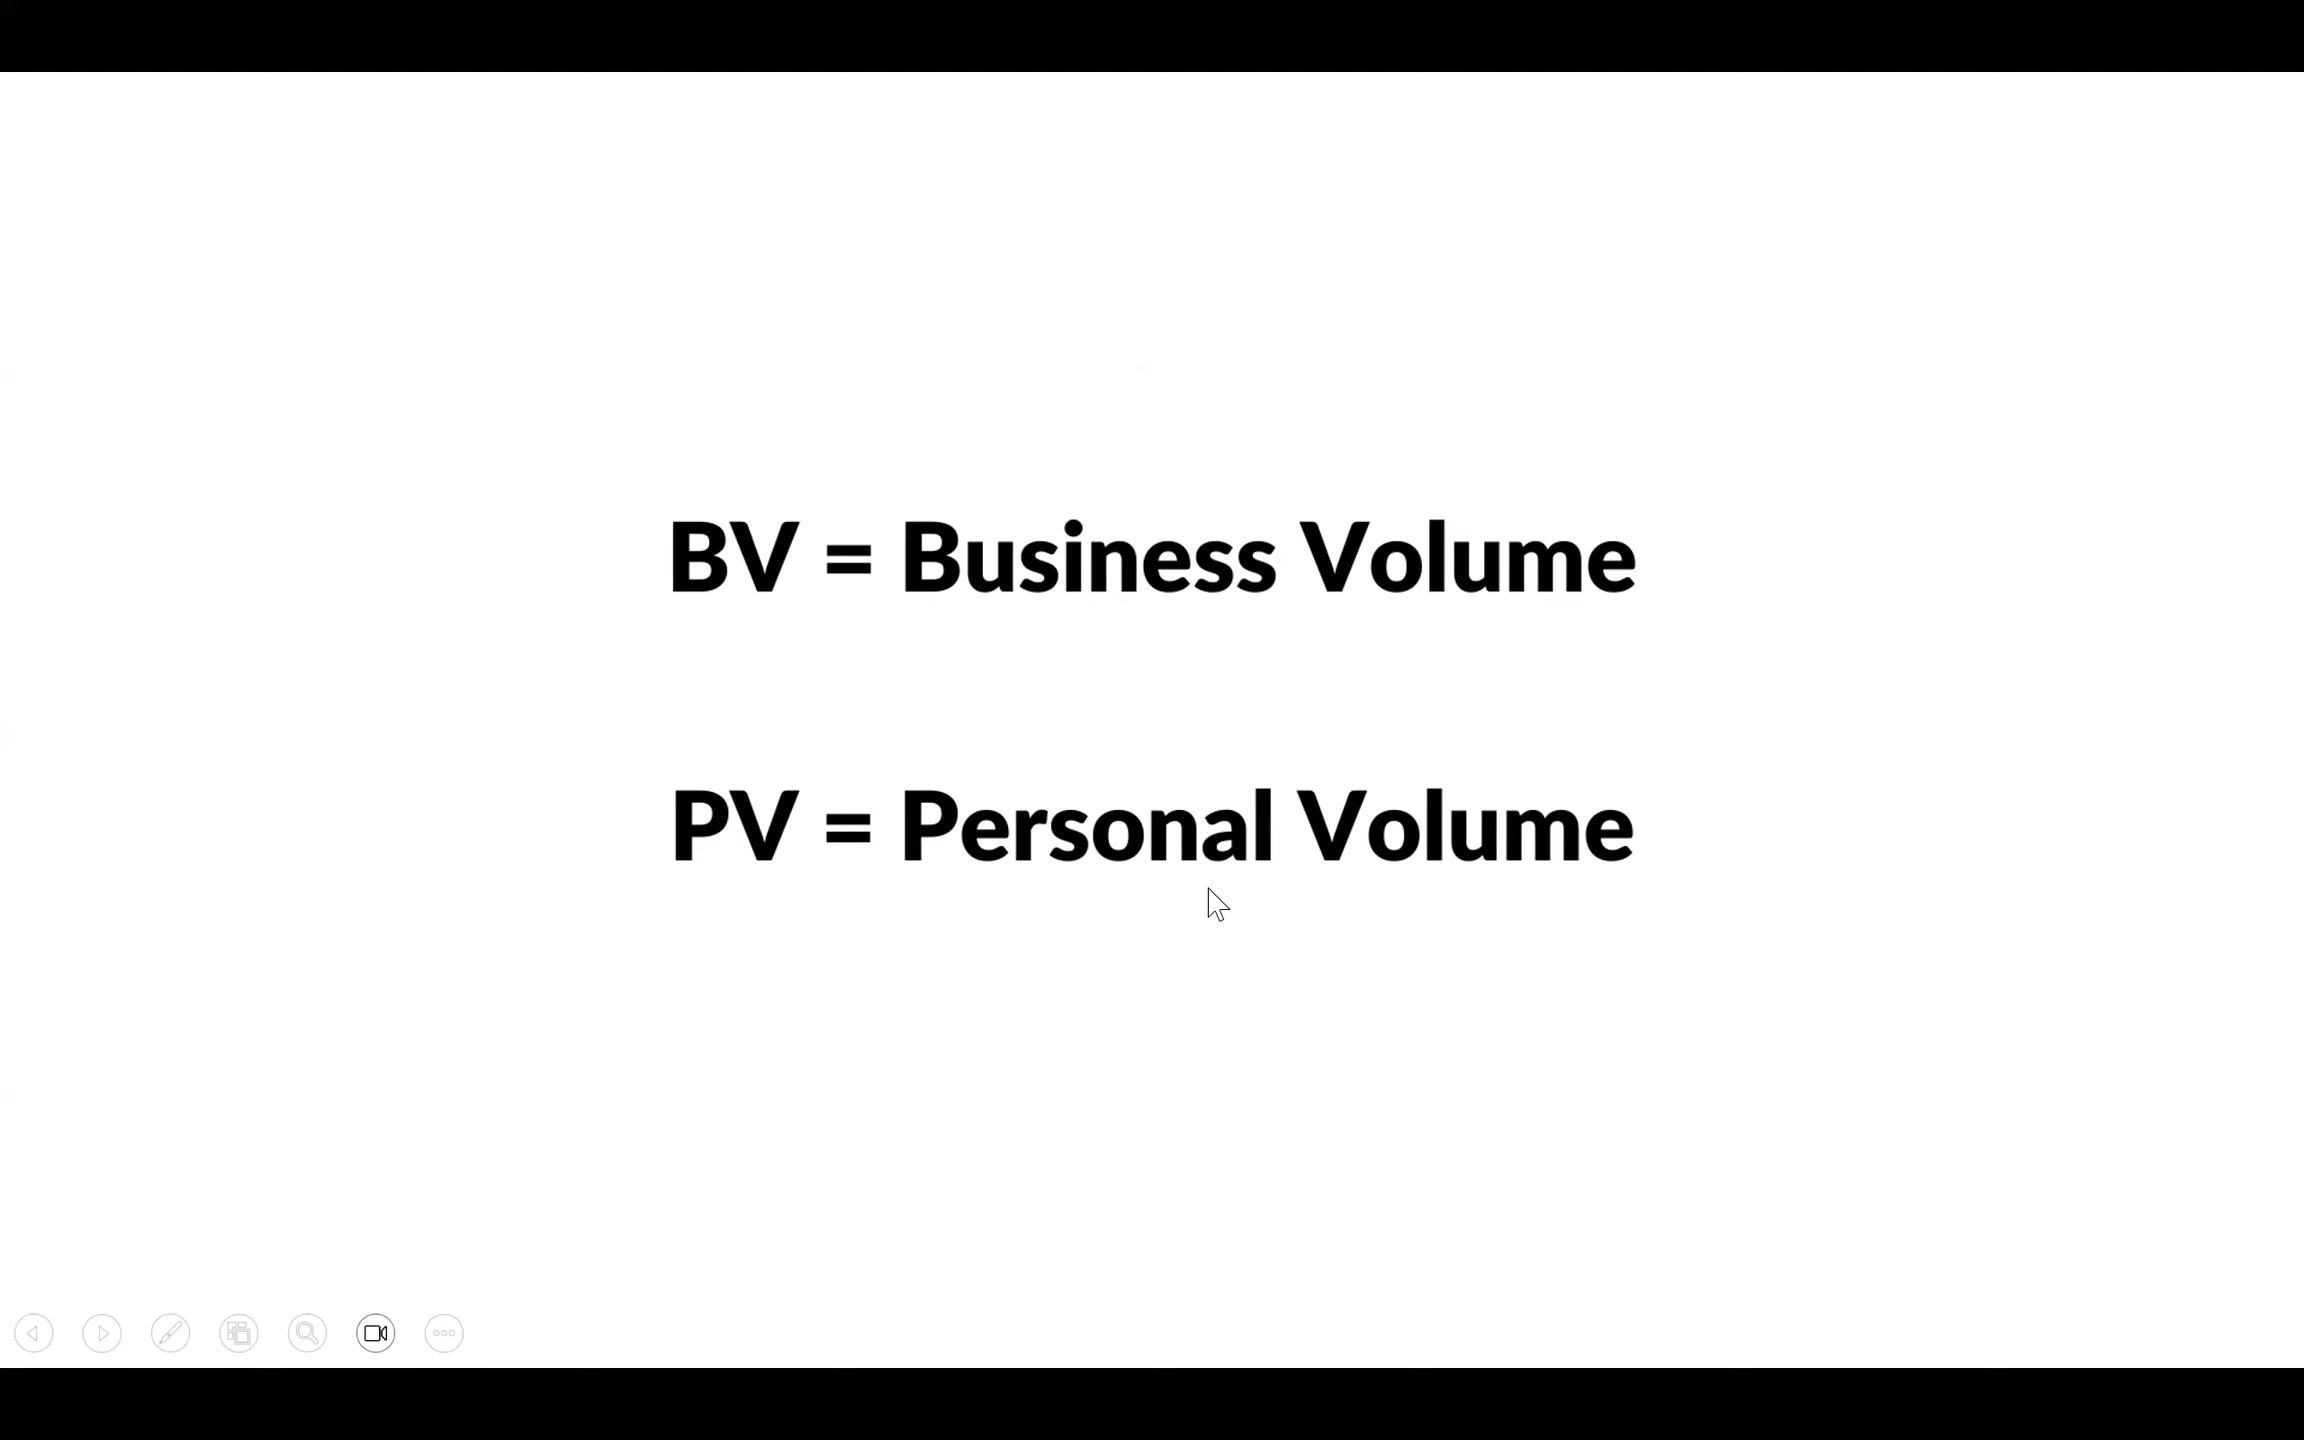 BV = Business Volume
PV = Personal Volume